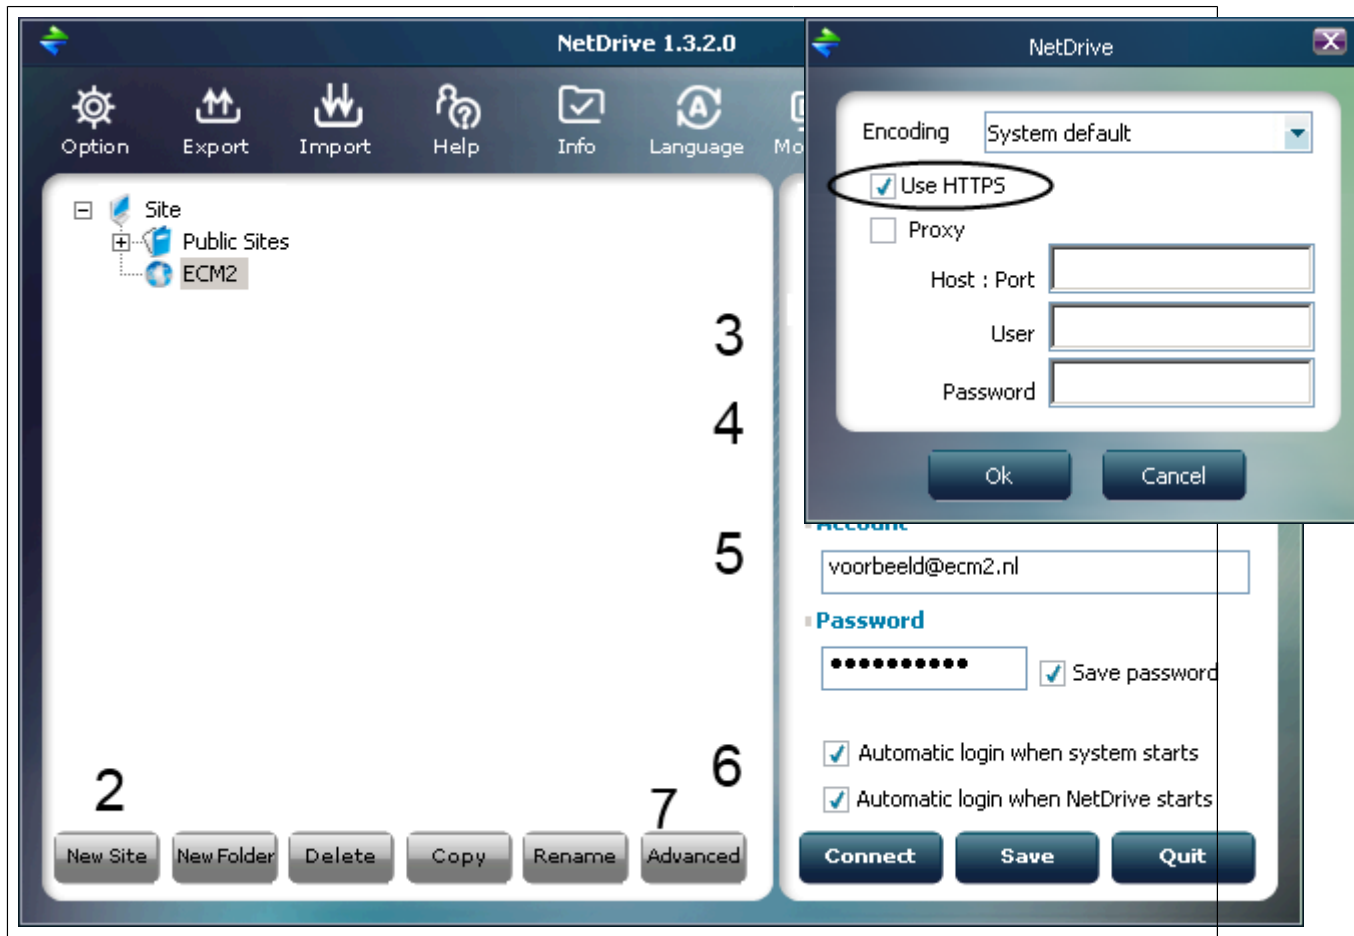 NetDrive 1.3.2.0
Option
Export
Import
Help
Info
Language
Mo
Site
Public Sites
ECM2
3
4
5
6
2
7
New Site
New Folder
Delete
Copy
Rename
Advanced
NetDrive
Encoding
System default
Use HTTPS
Proxy
Host : Port
User
Password
Ok
Cancel
Account
voorbeeld@ecm2.nl
Password
Save password
Automatic login when system starts
Automatic login when NetDrive starts
Connect
Save
Quit